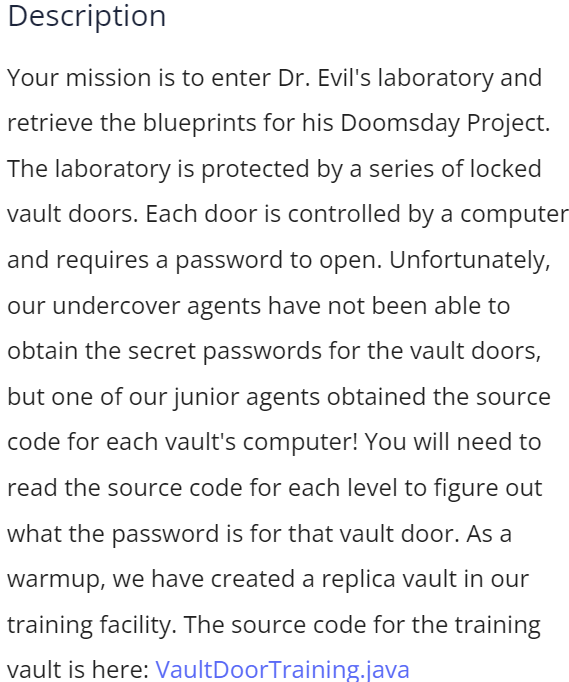 Description
Your mission is to enter Dr. Evil's laboratory and
retrieve the blueprints for his Doomsday Project.
The laboratory is protected by a series of locked
vault doors. Each door is controlled by a computer
and requires a password to open. Unfortunately,
our undercover agents have not been able to
obtain the secret passwords for the vault doors,
but one of our junior agents obtained the source
code for each vault's computer! You will need to
read the source code for each level to figure out
what the password is for that vault door. As a
warmup, we have created a replica vault in our
training facility. The source code for the training
vault is here: VaultDoorTraining.java